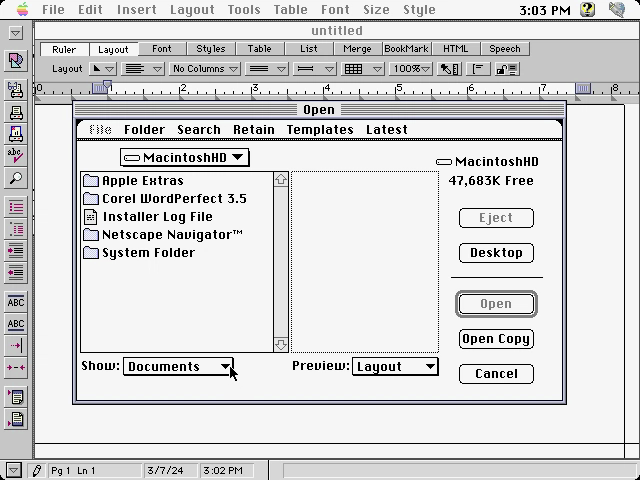 File Edit Insert Layout Tools Table Font Size Style 3:03 PM
untitled
Ruler Layout Font Styles Table List Merge BookMark HTML Speech
Layout No Columns 100%
0 1 2 3 4 5 6 7 8
Open
File Folder Search Retain Templates Latest
MacintoshHD
MacintoshHD
47,683K Free
Apple Extras
Corel WordPerfect 3.5
Installer Log File
Netscape Navigator™
System Folder
Eject
Desktop
Open
Open Copy
Cancel
Show: Documents
Preview: Layout
ABC
ABC
Pg 1 Ln 1 3/7/24 3:02 PM